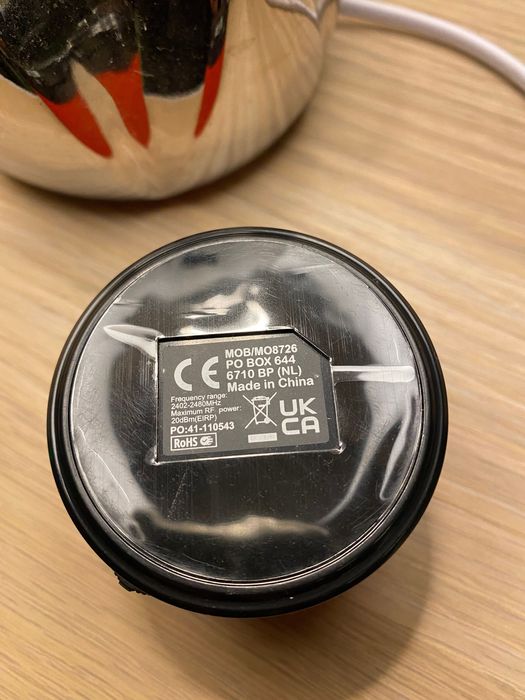 CE
MOB/MO8726
PO BOX 644
6710 BP (NL)
Made in China
Frequency range:
2402-2480MHz
Maximum RF power:
20dBm(EIRP)
PO:41-110543
RoHS
UK
CA